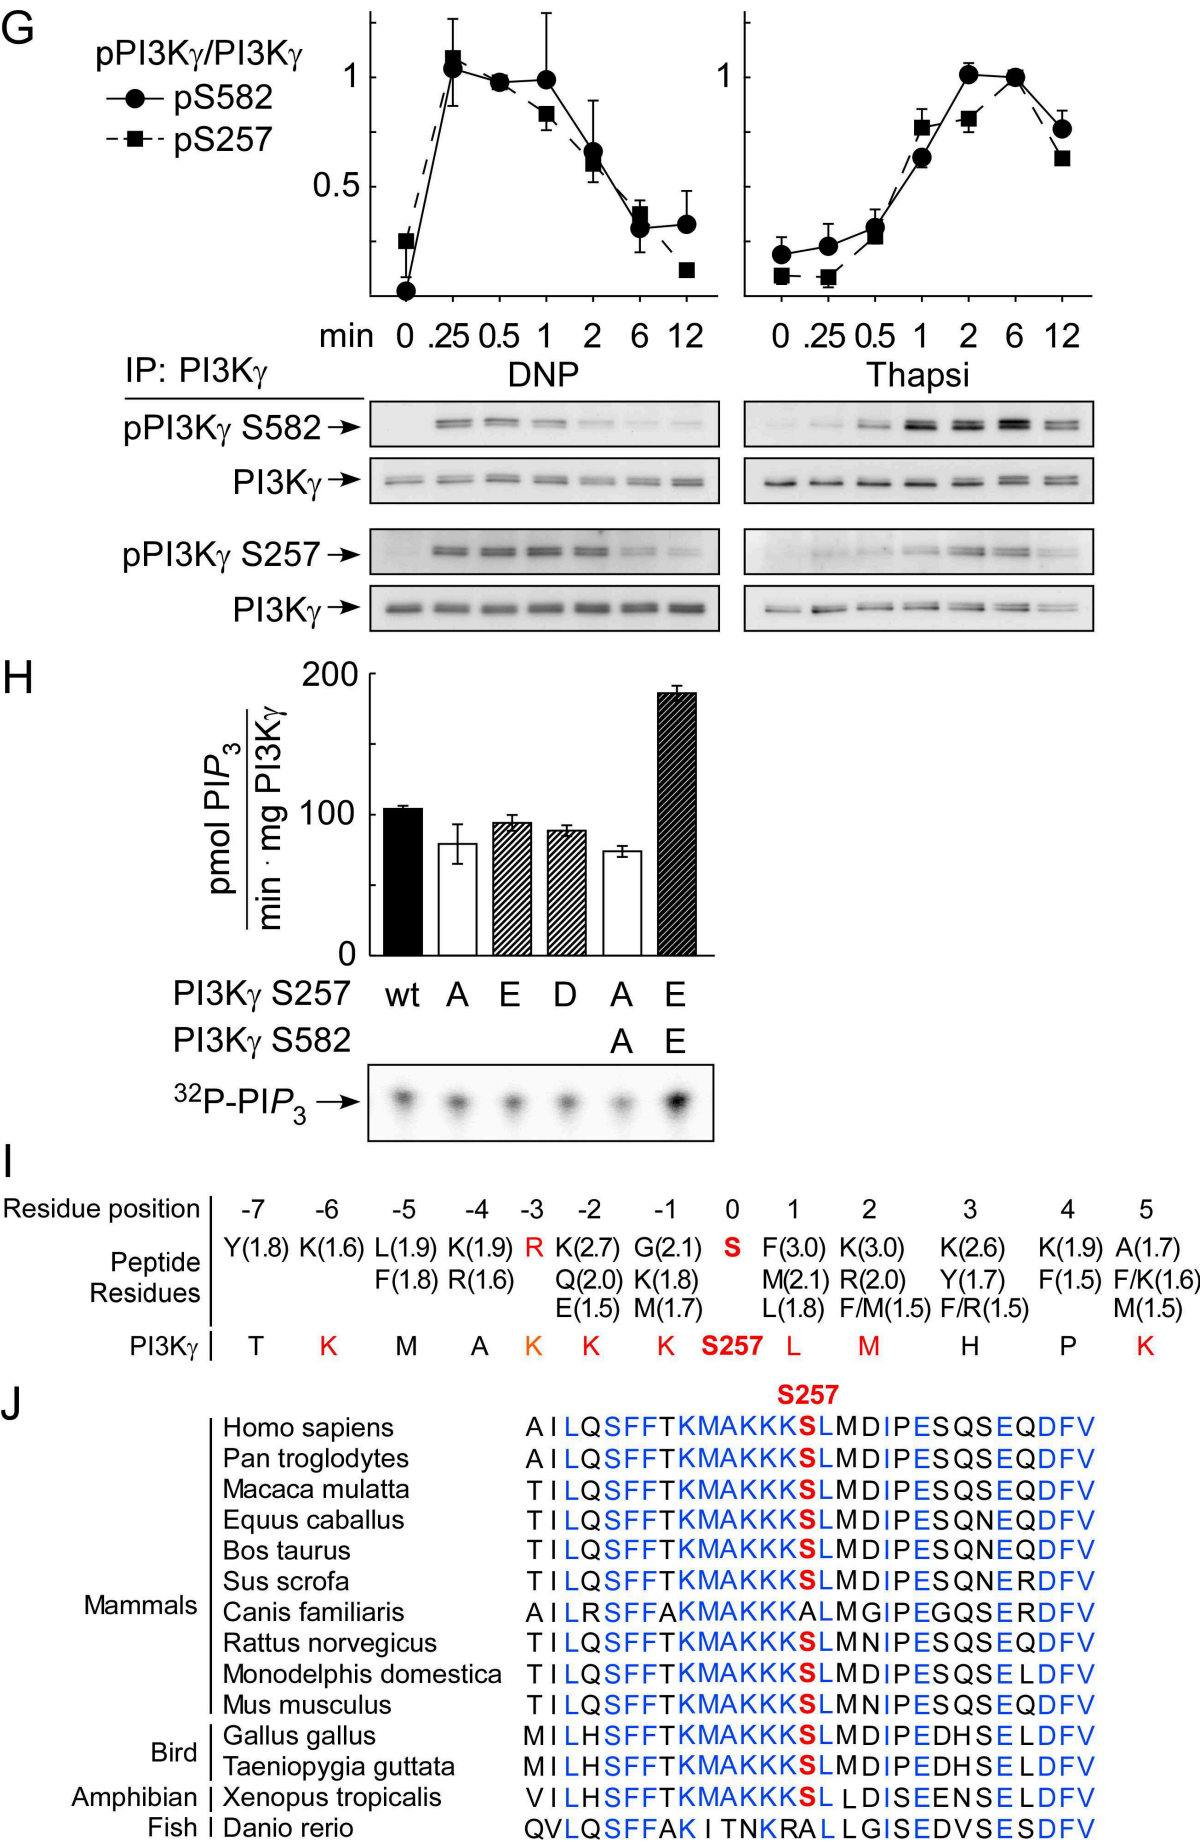 G
pPI3Kγ/PI3Kγ
pS582
pS257
1
0.5
1
min 0 .25 0.5 1 2 6 12
0 .25 0.5 1 2 6 12
IP: PI3Kγ
DNP
Thapsi
pPI3Kγ S582
PI3Kγ
pPI3Kγ S257
PI3Kγ
H
200
100
0
pmol PIP3
min · mg PI3Kγ
PI3Kγ S257 wt A E D A E
PI3Kγ S582 A E
32P-PIP3
I
Residue position -7 -6 -5 -4 -3 -2 -1 0 1 2 3 4 5
Peptide Residues
Y(1.8) K(1.6) L(1.9) K(1.9) R K(2.7) G(2.1) S F(3.0) K(3.0) K(2.6) K(1.9) A(1.7)
F(1.8) R(1.6) Q(2.0) K(1.8) M(2.1) R(2.0) Y(1.7) F(1.5) F/K(1.6)
E(1.5) M(1.7) L(1.8) F/M(1.5) F/R(1.5) M(1.5)
PI3Kγ T K M A K K K S257 L M H P K
J
S257
Mammals
Homo sapiens AILQSFFTKMAKKKSLMDIPESQSEQDFV
Pan troglodytes AILQSFFTKMAKKKSLMDIPESQSEQDFV
Macaca mulatta TILQSFFTKMAKKKSLMDIPESQSEQDFV
Equus caballus TILQSFFTKMAKKKSLMDIPESQNEQDFV
Bos taurus TILQSFFTKMAKKKSLMDIPESQNEQDFV
Sus scrofa TILQSFFTKMAKKKSLMDIPESQNERDFV
Canis familiaris AILRSFFAKMAKKKALMGIPEGQSERDFV
Rattus norvegicus TILQSFFTKMAKKKSLMNIPESQSEQDFV
Monodelphis domestica TILQSFFTKMAKKKSLMDIPESQSELDFV
Mus musculus TILQSFFTKMAKKKSLMNIPESQSEQDFV
Bird
Gallus gallus MILHSFFTKMAKKKSLMDIPEDHSELDFV
Taeniopygia guttata MILHSFFTKMAKKKSLMDIPEDHSELDFV
Amphibian Xenopus tropicalis VILHSFFTKMAKKKSLLDISEENSELDFV
Fish Danio rerio QVLQSFFAKITNKRALLGISEDVSEQDFV